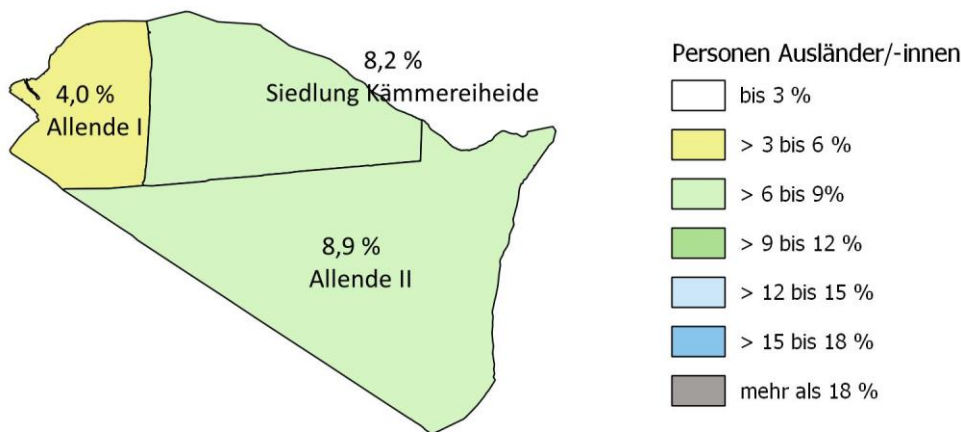 8,2 %
Siedlung Kämmereiheide
4,0 %
Allende I
8,9 %
Allende II
Personen Ausländer/-innen
bis 3 %
> 3 bis 6 %
> 6 bis 9%
> 9 bis 12 %
> 12 bis 15 %
> 15 bis 18 %
mehr als 18 %